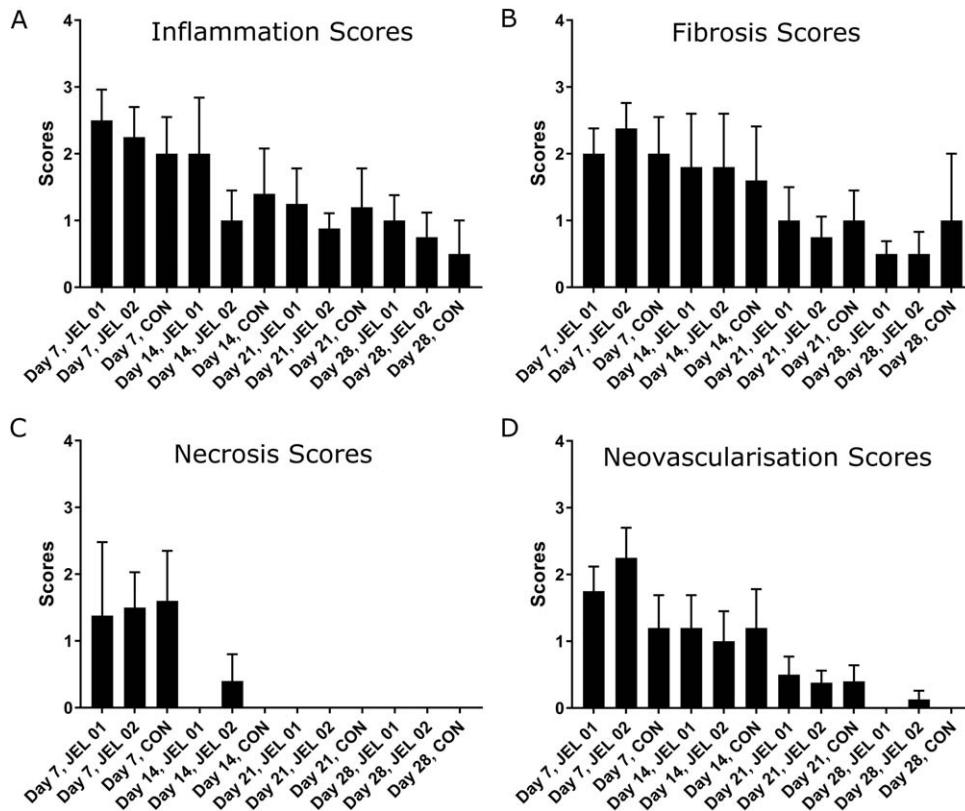 A
Inflammation Scores
4
3
2
1
0
Scores
Day 7, JEL 01
Day 7, JEL 02
Day 7, CON
Day 14, JEL 01
Day 14, JEL 02
Day 14, CON
Day 21, JEL 01
Day 21, JEL 02
Day 21, CON
Day 28, JEL 01
Day 28, JEL 02
Day 28, CON
B
Fibrosis Scores
4
3
2
1
0
Scores
Day 7, JEL 01
Day 7, JEL 02
Day 7, CON
Day 14, JEL 01
Day 14, JEL 02
Day 14, CON
Day 21, JEL 01
Day 21, JEL 02
Day 21, CON
Day 28, JEL 01
Day 28, JEL 02
Day 28, CON
C
Necrosis Scores
4
3
2
1
0
Scores
Day 7, JEL 01
Day 7, JEL 02
Day 7, CON
Day 14, JEL 01
Day 14, JEL 02
Day 14, CON
Day 21, JEL 01
Day 21, JEL 02
Day 21, CON
Day 28, JEL 01
Day 28, JEL 02
Day 28, CON
D
Neovascularisation Scores
4
3
2
1
0
Scores
Day 7, JEL 01
Day 7, JEL 02
Day 7, CON
Day 14, JEL 01
Day 14, JEL 02
Day 14, CON
Day 21, JEL 01
Day 21, JEL 02
Day 21, CON
Day 28, JEL 01
Day 28, JEL 02
Day 28, CON